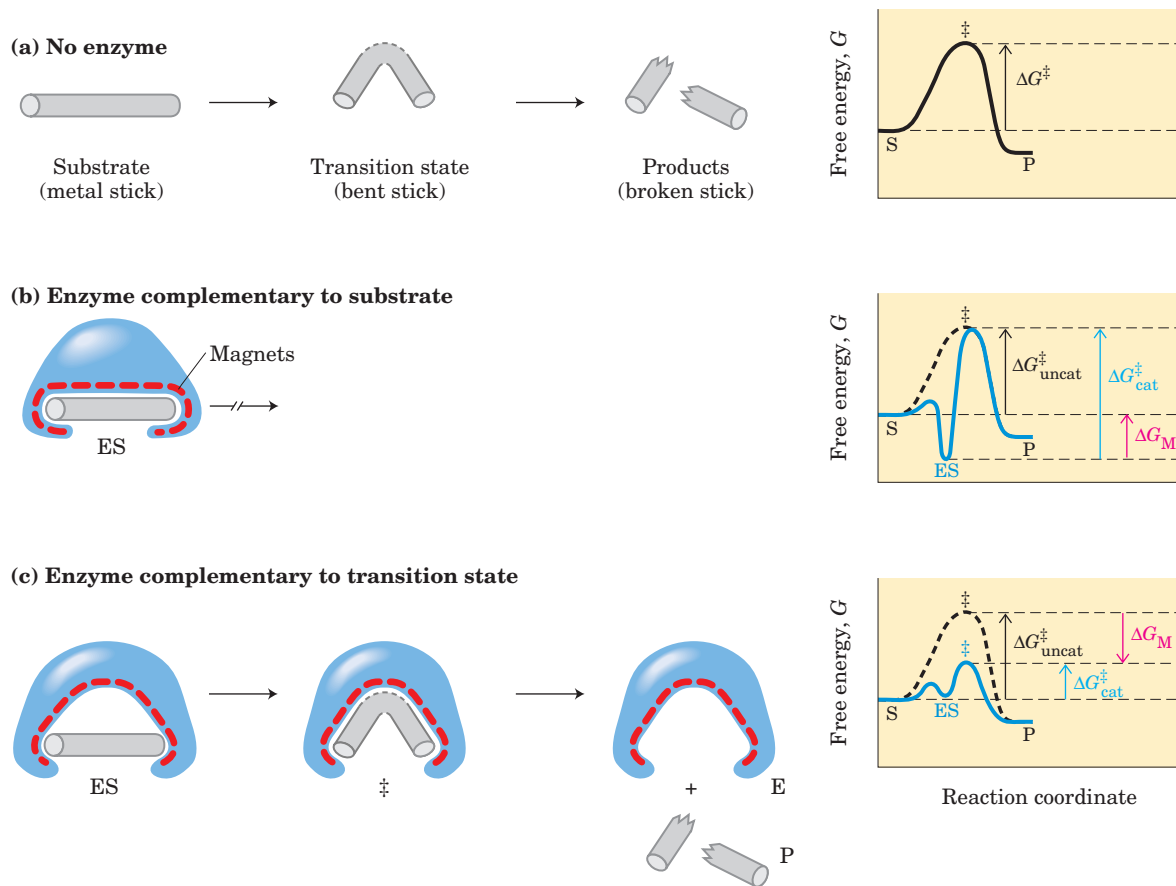 (a) No enzyme
Substrate
(metal stick)
Transition state
(bent stick)
Products
(broken stick)
Free energy, G
‡
ΔG‡
S
P
(b) Enzyme complementary to substrate
Magnets
ES
Free energy, G
‡
ΔG‡uncat
ΔG‡cat
S
ΔGM
P
ES
(c) Enzyme complementary to transition state
ES
‡
+ E
P
Free energy, G
‡
ΔG‡uncat
ΔGM
‡
ΔG‡cat
S
ES
P
Reaction coordinate